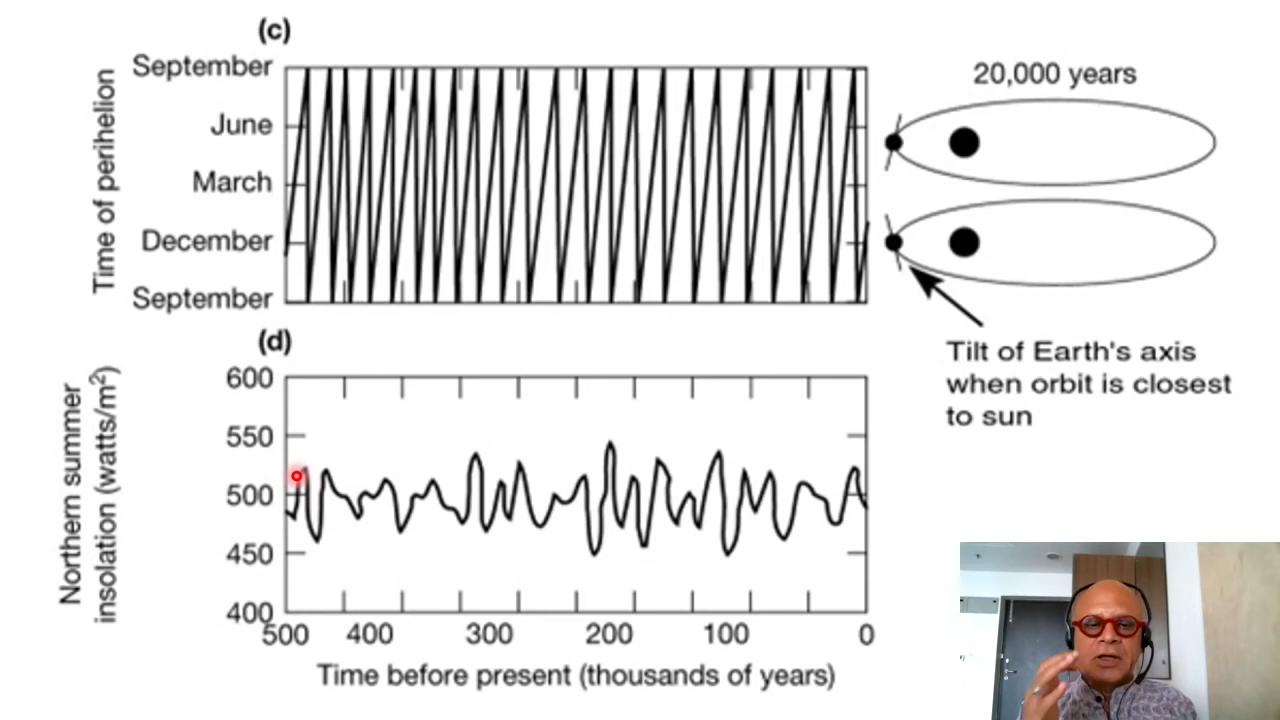 (c)
September
June
March
December
September
Time of perihelion
20,000 years
Tilt of Earth's axis
when orbit is closest
to sun
(d)
600
550
500
450
400
Northern summer
insolation (watts/m²)
500 400 300 200 100 0
Time before present (thousands of years)